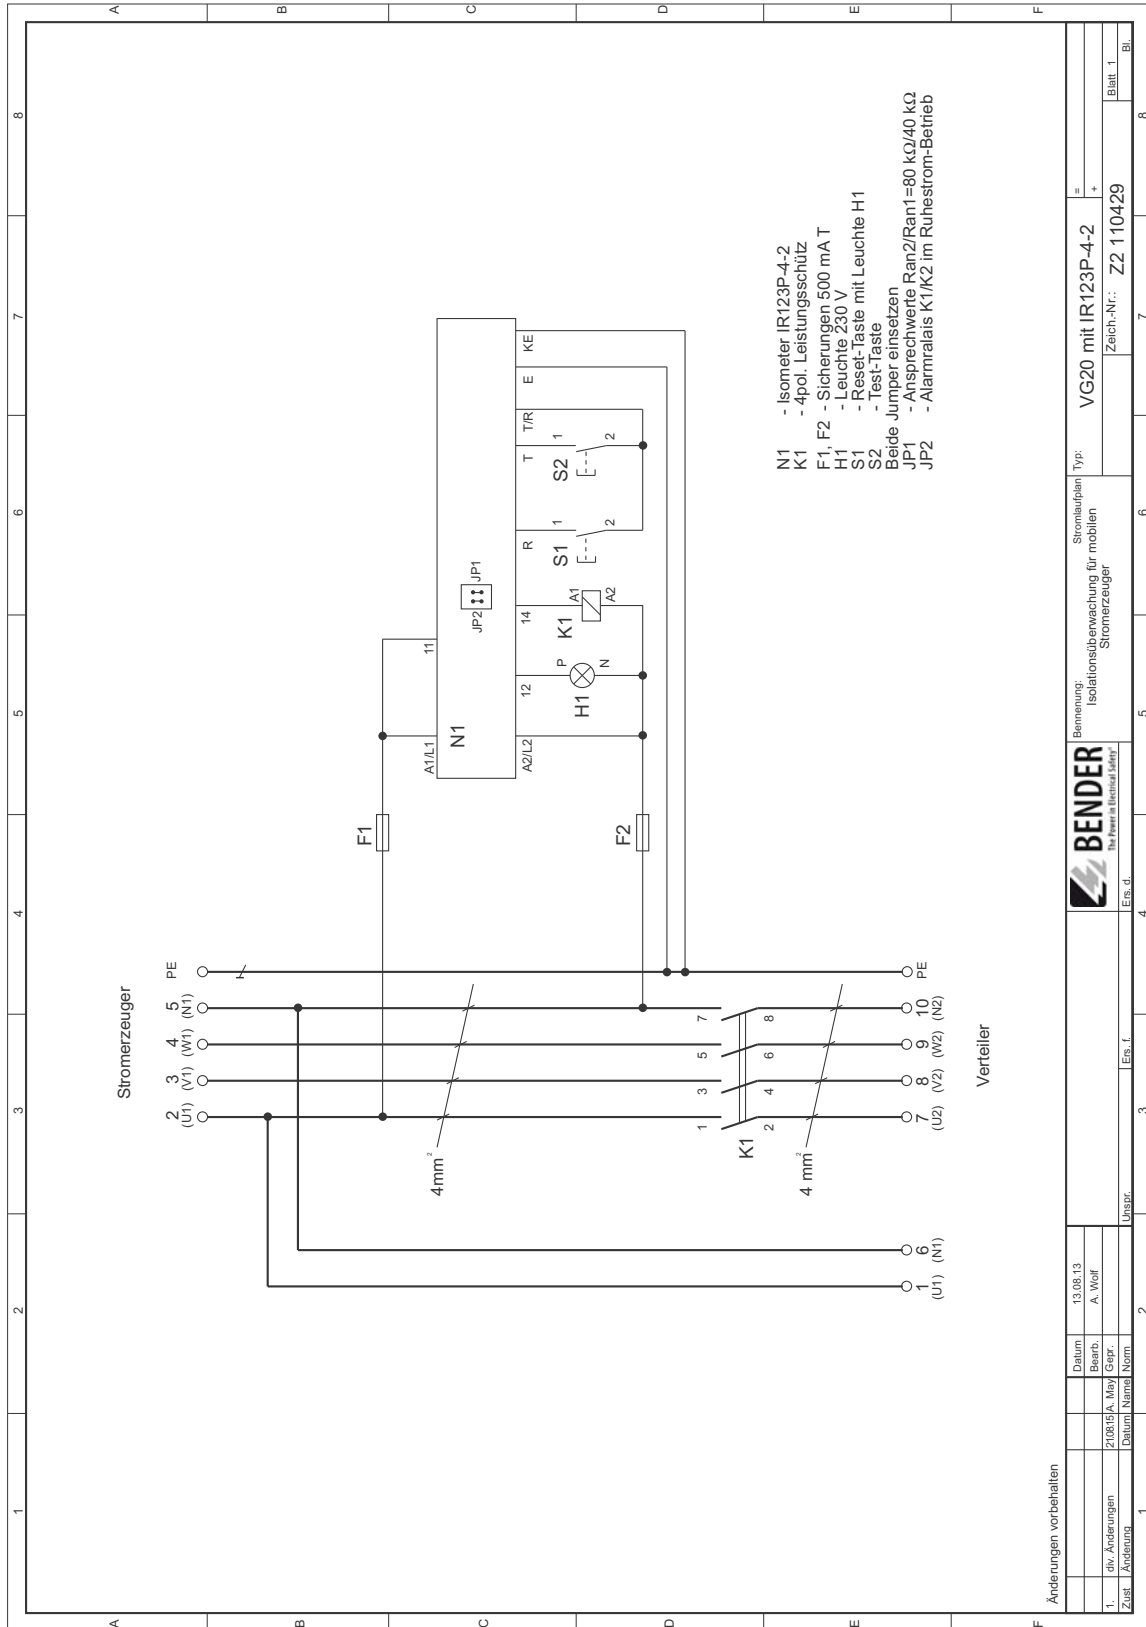 1 2 3 4 5 6 7 8
A
B
C
D
E
F
A
B
C
D
E
F
Stromerzeuger
2 3 4 5 PE
(U1) (V1) (W1) (N1)
4mm²
F1
F2
A1/L1
11
N1
JP2
JP1
A2/L2
12
14
R
T
T/R
E
KE
H1
P
N
K1
A1
A2
S1
1
2
S2
1
2
1 3 5 7
K1
2 4 6 8
4 mm²
1 6 7 8 9 10 PE
(U1) (N1) (U2) (V2) (W2) (N2)
Verteiler
N1 - Isometer IR123P-4-2
K1 - 4pol. Leistungsschütz
F1, F2 - Sicherungen 500 mA T
H1 - Leuchte 230 V
S1 - Reset-Taste mit Leuchte H1
S2 - Test-Taste
Beide Jumper einsetzen
JP1 - Ansprechwerte Ran2/Ran1=80 kΩ/40 kΩ
JP2 - Alarmralais K1/K2 im Ruhestrom-Betrieb
Änderungen vorbehalten
1. div. Änderungen 21.08.15 A. May
Zust Änderung Datum Name
Datum 13.08.13
Bearb. A. Wolf
Gepr.
Norm
Urspr.
Ers. f.
Ers. d.
BENDER
The Power in Electrical Safety®
Bennenung: Stromlaufplan
Isolationsüberwachung für mobilen
Stromerzeuger
Typ:
VG20 mit IR123P-4-2
=
+
Zeich.-Nr.: Z2 110429
Blatt 1
Bl.
1 2 3 4 5 6 7 8